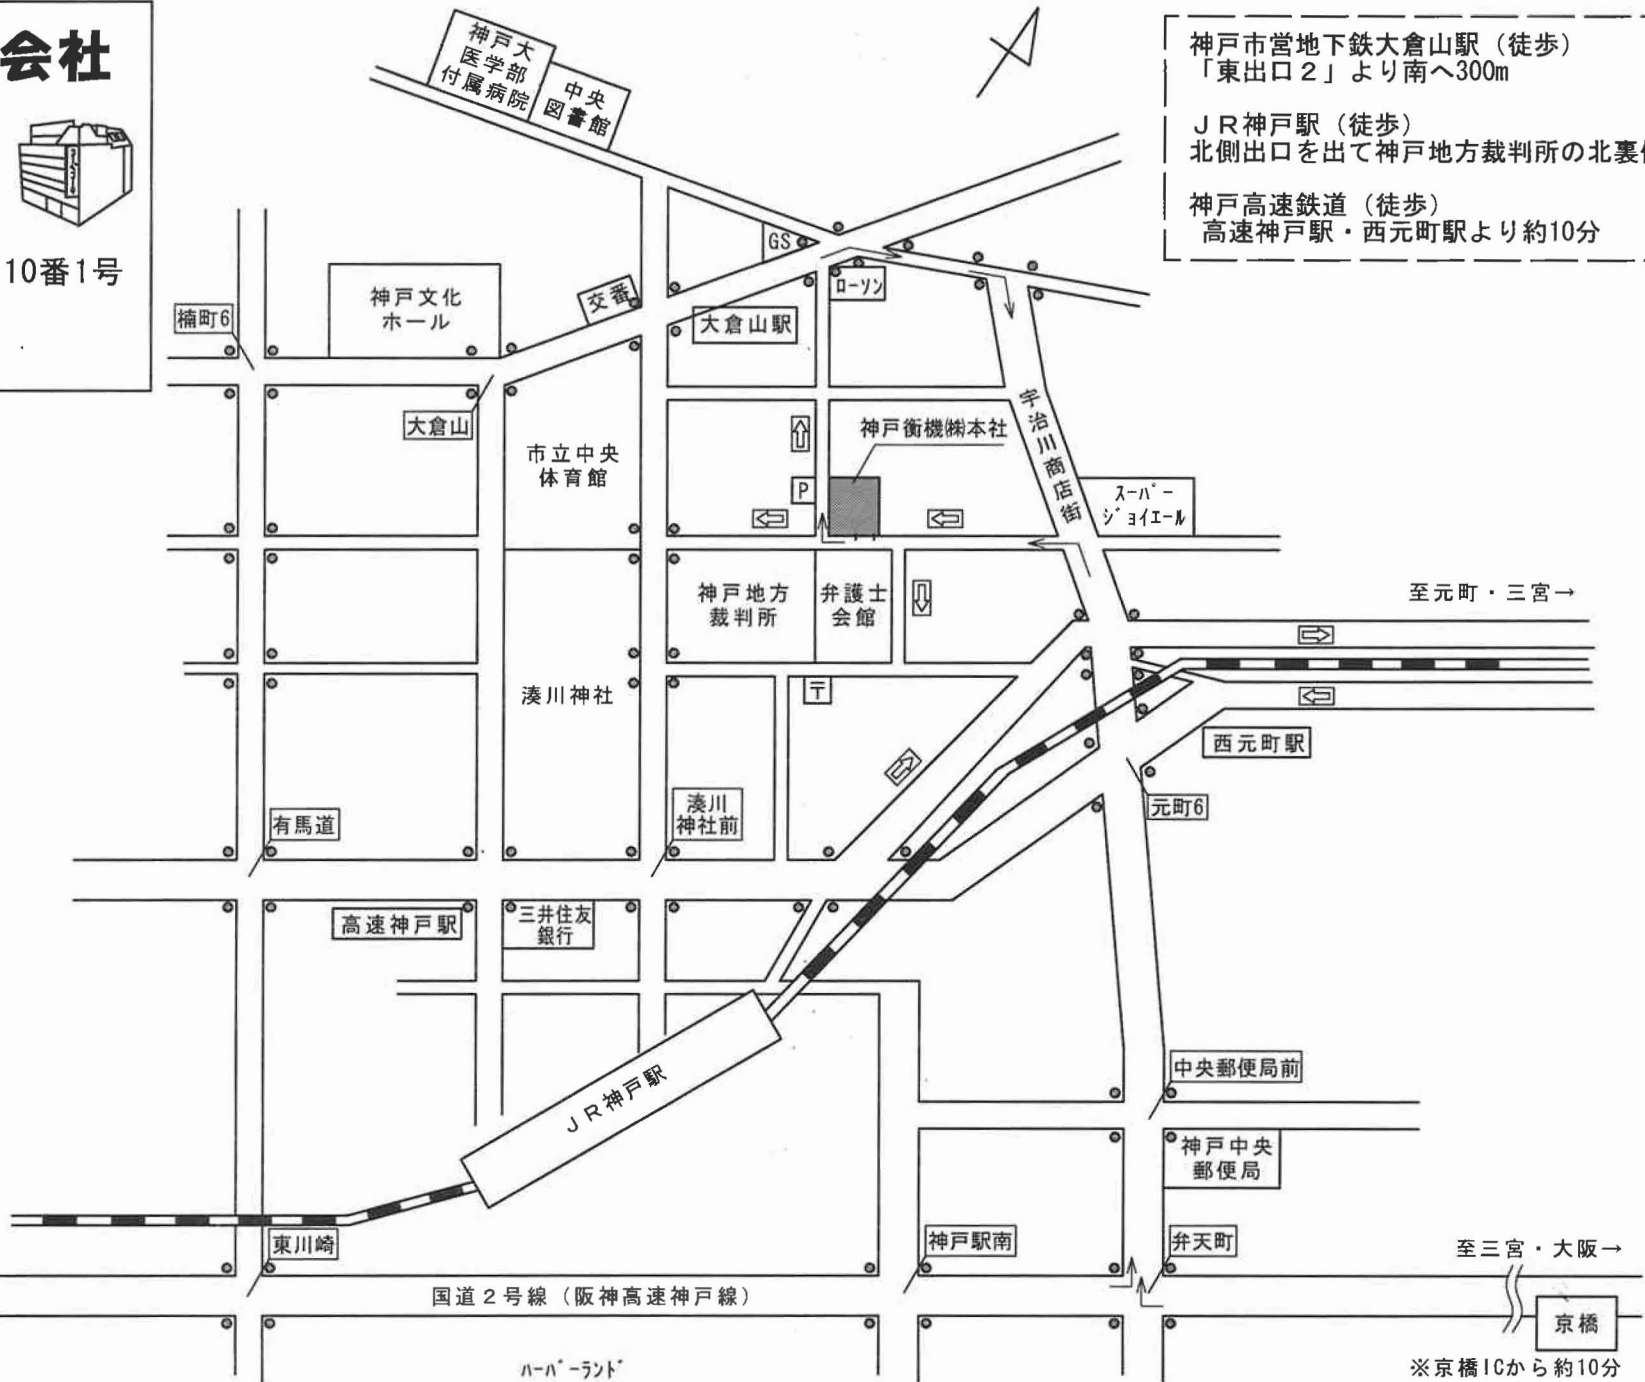 会社
10番1号
神戸市営地下鉄大倉山駅（徒歩）
「東出口２」より南へ300m
ＪＲ神戸駅（徒歩）
北側出口を出て神戸地方裁判所の北裏
神戸高速鉄道（徒歩）
高速神戸駅・西元町駅より約10分
神戸大
医学部
付属病院
中央
図書館
GS
ローソン
交番
大倉山駅
神戸文化
ホール
楠町6
大倉山
市立中央
体育館
神戸衡機㈱本社
P
宇治川商店街
スーパー
ジョイエール
神戸地方
裁判所
弁護士
会館
至元町・三宮→
湊川神社
〒
西元町駅
元町6
有馬道
湊川
神社前
高速神戸駅
三井住友
銀行
ＪＲ神戸駅
中央郵便局前
神戸中央
郵便局
東川崎
神戸駅南
弁天町
至三宮・大阪→
国道２号線（阪神高速神戸線）
京橋
ハーバーランド
※京橋ICから約10分